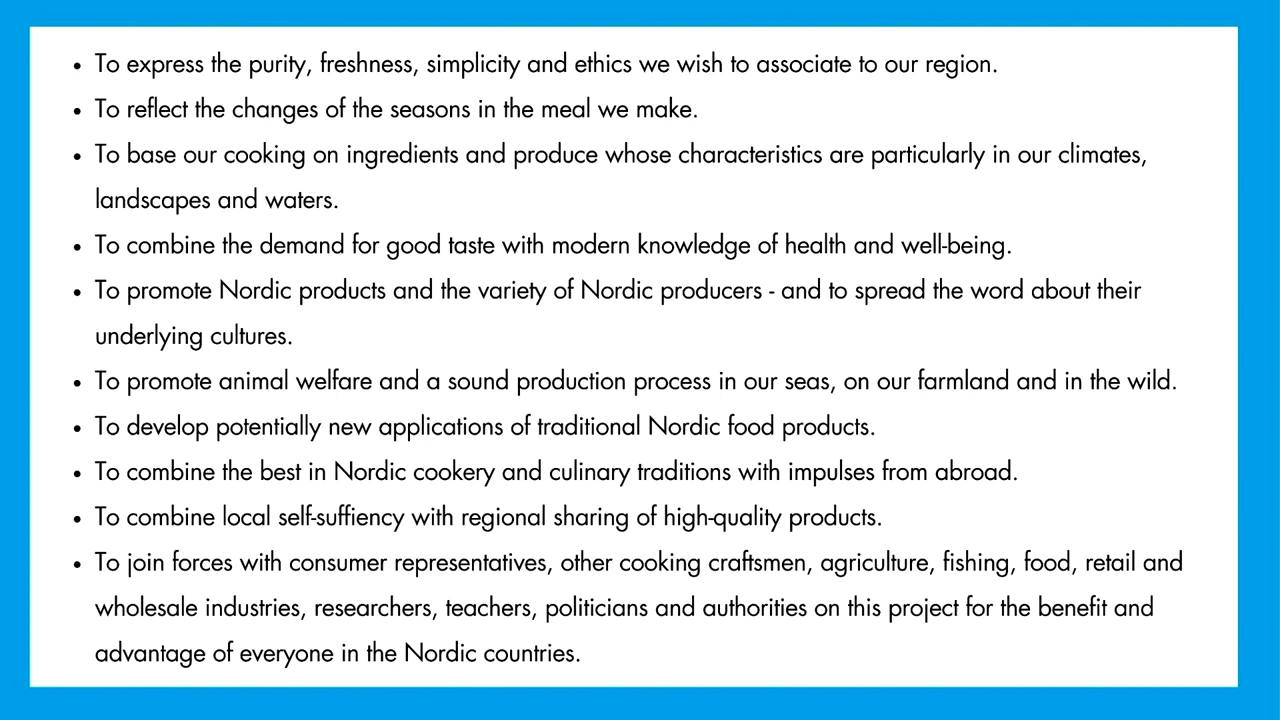 • To express the purity, freshness, simplicity and ethics we wish to associate to our region.
• To reflect the changes of the seasons in the meal we make.
• To base our cooking on ingredients and produce whose characteristics are particularly in our climates,
landscapes and waters.
• To combine the demand for good taste with modern knowledge of health and well-being.
• To promote Nordic products and the variety of Nordic producers - and to spread the word about their
underlying cultures.
• To promote animal welfare and a sound production process in our seas, on our farmland and in the wild.
• To develop potentially new applications of traditional Nordic food products.
• To combine the best in Nordic cookery and culinary traditions with impulses from abroad.
• To combine local self-suffiency with regional sharing of high-quality products.
• To join forces with consumer representatives, other cooking craftsmen, agriculture, fishing, food, retail and
wholesale industries, researchers, teachers, politicians and authorities on this project for the benefit and
advantage of everyone in the Nordic countries.